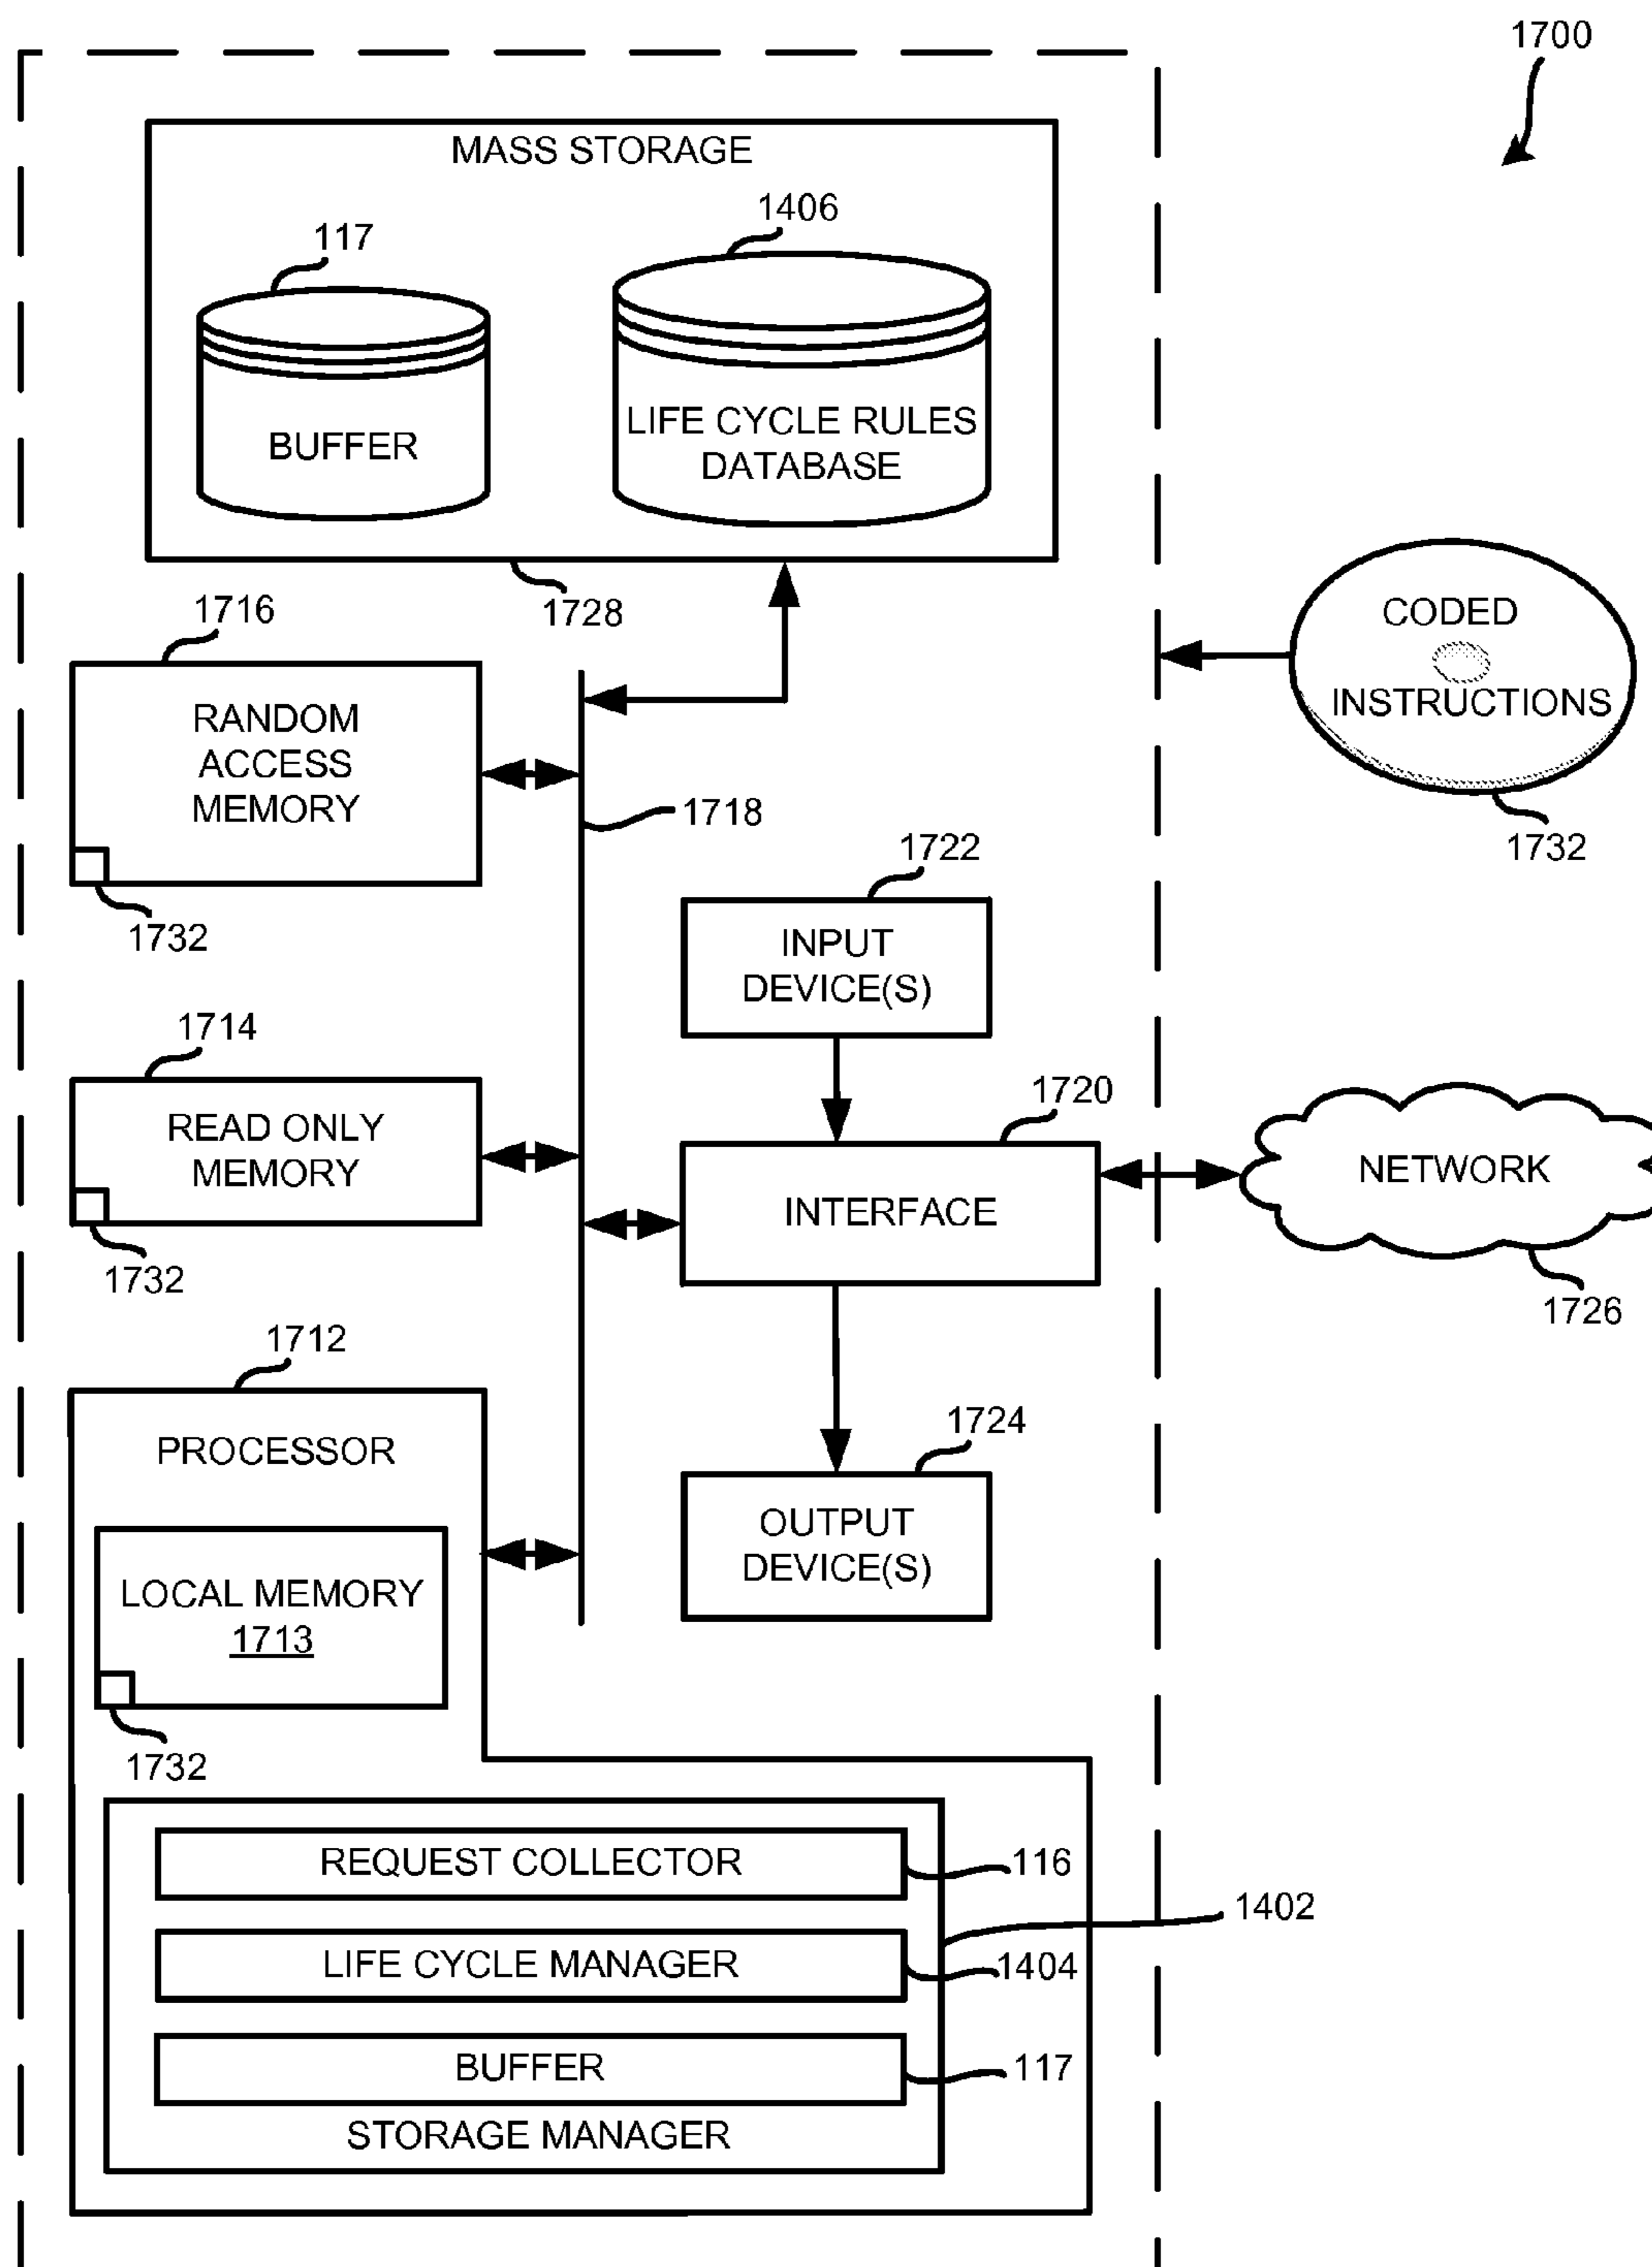 1700
MASS STORAGE
1406
117
LIFE CYCLE RULES
DATABASE
BUFFER
1728
1716
CODED
INSTRUCTIONS
RANDOM
ACCESS
MEMORY
1718
1732
1722
1732
INPUT
DEVICE(S)
1714
1720
READ ONLY
MEMORY
NETWORK
INTERFACE
1732
1726
1712
1724
PROCESSOR
OUTPUT
DEVICE(S)
LOCAL MEMORY
1713
1732
REQUEST COLLECTOR
116
1402
LIFE CYCLE MANAGER
1404
BUFFER
117
STORAGE MANAGER